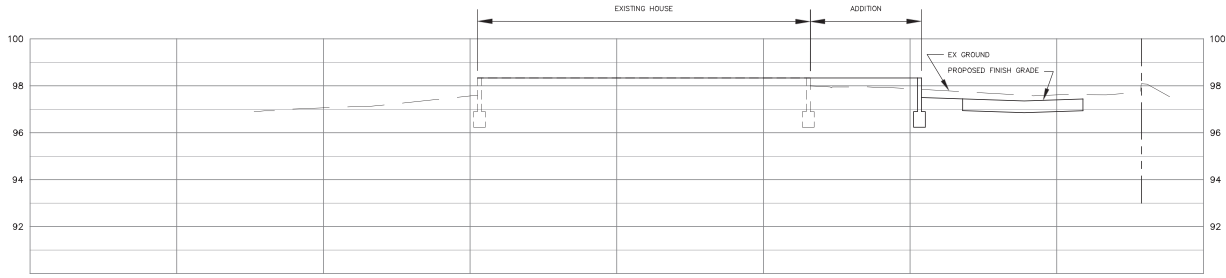 EXISTING HOUSE
ADDITION
100
100
EX GROUND
PROPOSED FINISH GRADE
98
98
96
96
94
94
92
92